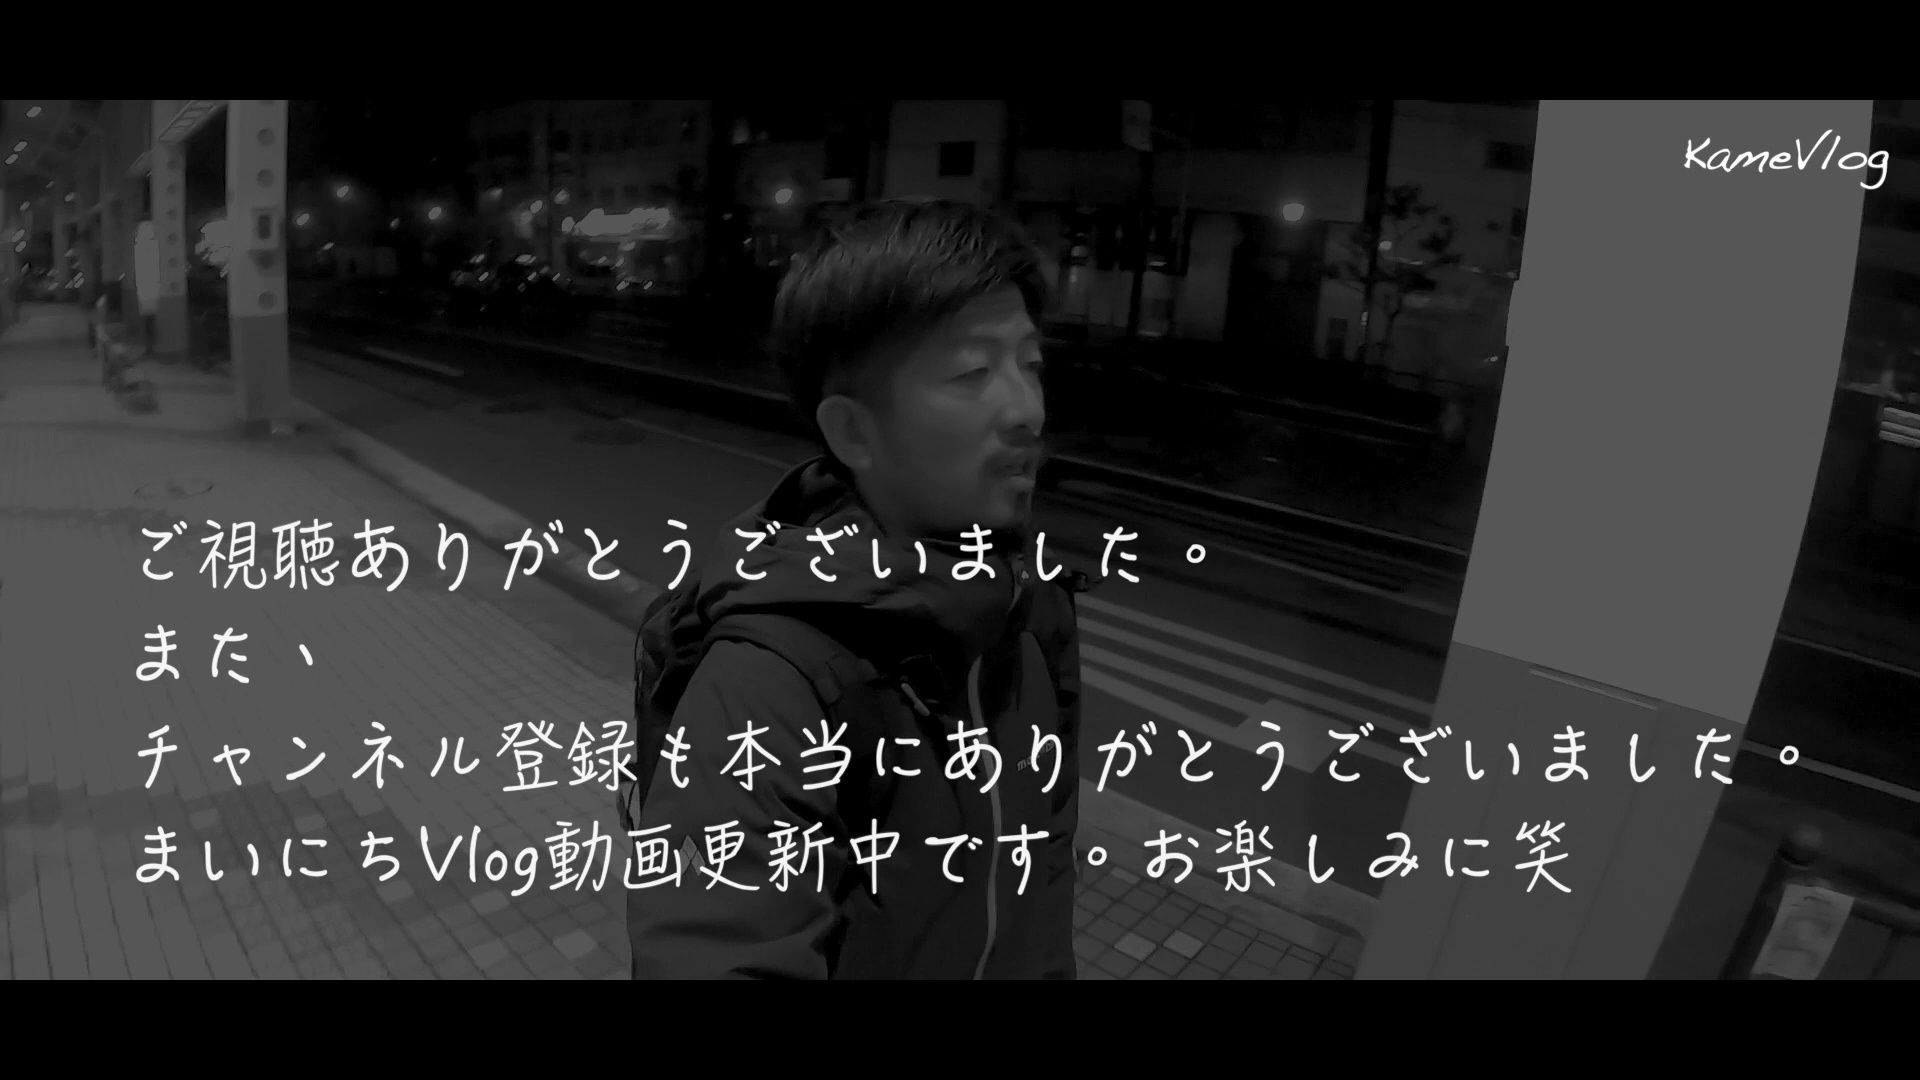 KameVlog
ご視聴ありがとうございました。
また、
チャンネル登録も本当にありがとうございました。
まいにちVlog動画更新中です。お楽しみに笑